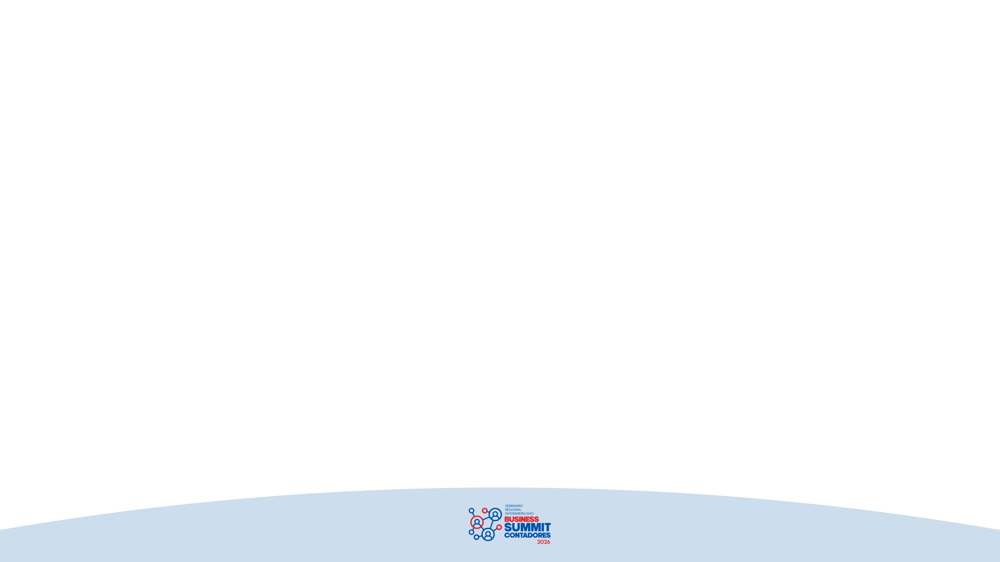 SEMINARIO
REGIONAL
INTERAMERICANO
BUSINESS
SUMMIT
CONTADORES
2026